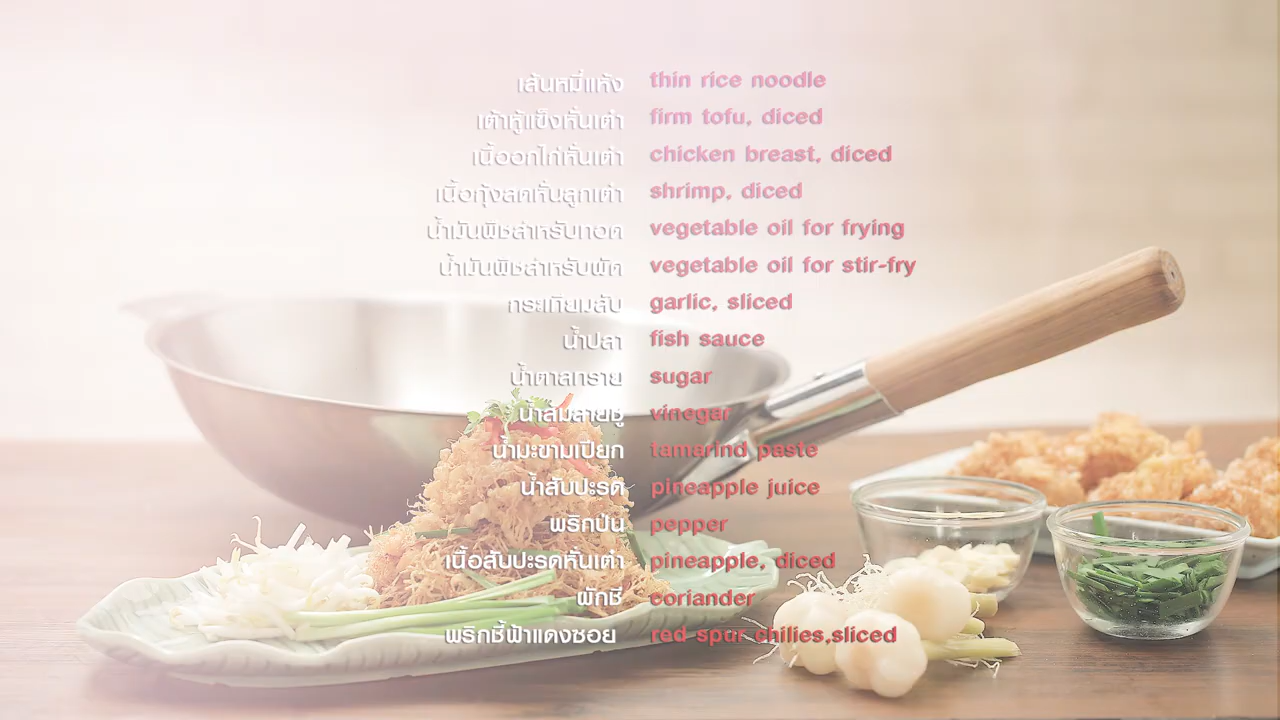 เส้นหมี่แห้ง thin rice noodle
เต้าหู้แข็งหั่นเต๋า firm tofu, diced
เนื้ออกไก่หั่นเต๋า chicken breast, diced
เนื้อกุ้งสดหั่นลูกเต๋า shrimp, diced
น้ำมันพืชสำหรับทอด vegetable oil for frying
น้ำมันพืชสำหรับผัด vegetable oil for stir-fry
กระเทียมสับ garlic, sliced
น้ำปลา fish sauce
น้ำตาลทราย sugar
น้ำส้มสายชู vinegar
น้ำมะขามเปียก tamarind paste
น้ำสับปะรด pineapple juice
พริกป่น pepper
เนื้อสับปะรดหั่นเต๋า pineapple, diced
ผักชี coriander
พริกชี้ฟ้าแดงซอย red spur chilies,sliced